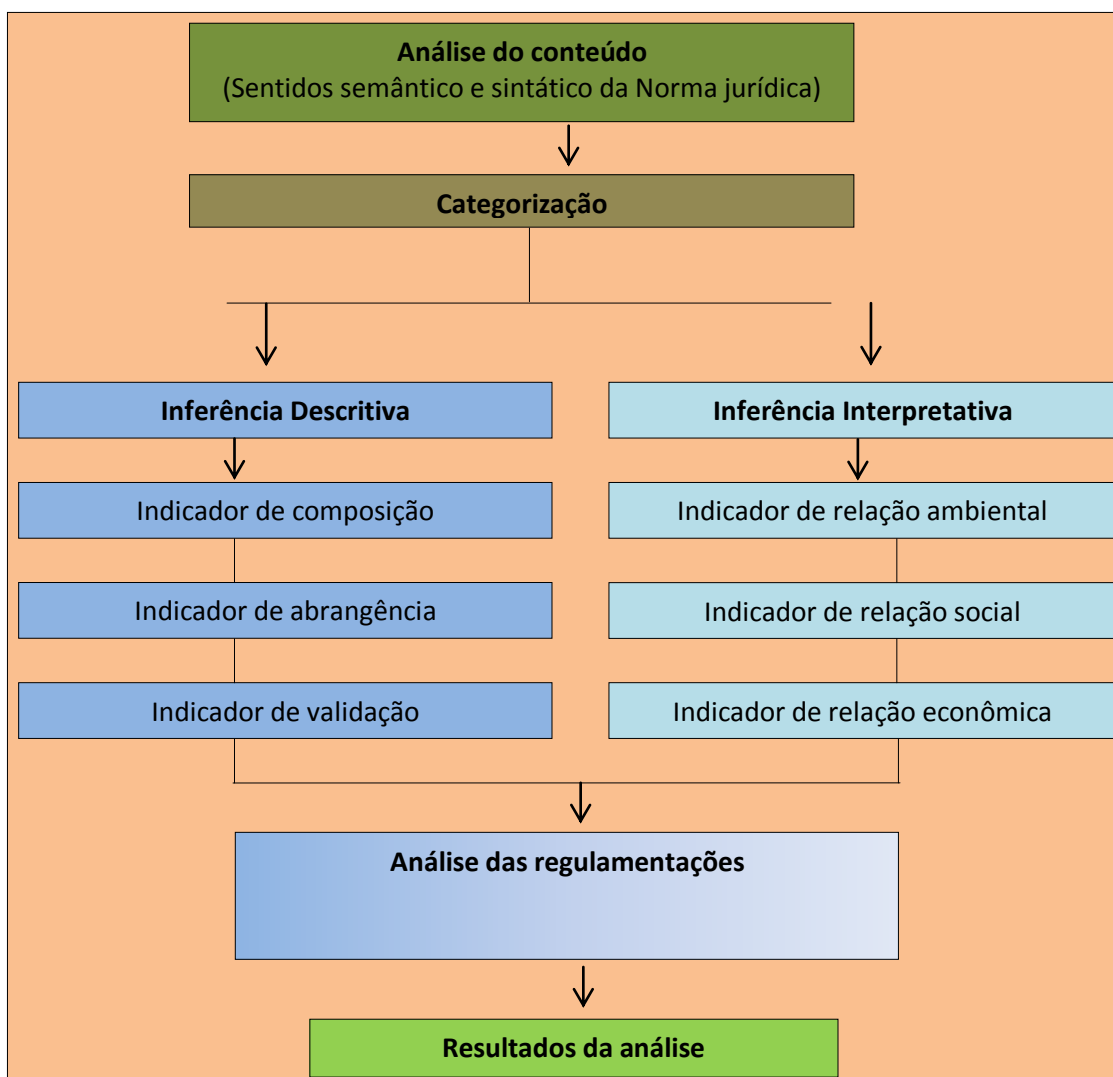 Análise do conteúdo
(Sentidos semântico e sintático da Norma jurídica)
Categorização
Inferência Descritiva
Inferência Interpretativa
Indicador de composição
Indicador de relação ambiental
Indicador de abrangência
Indicador de relação social
Indicador de validação
Indicador de relação econômica
Análise das regulamentações
Resultados da análise